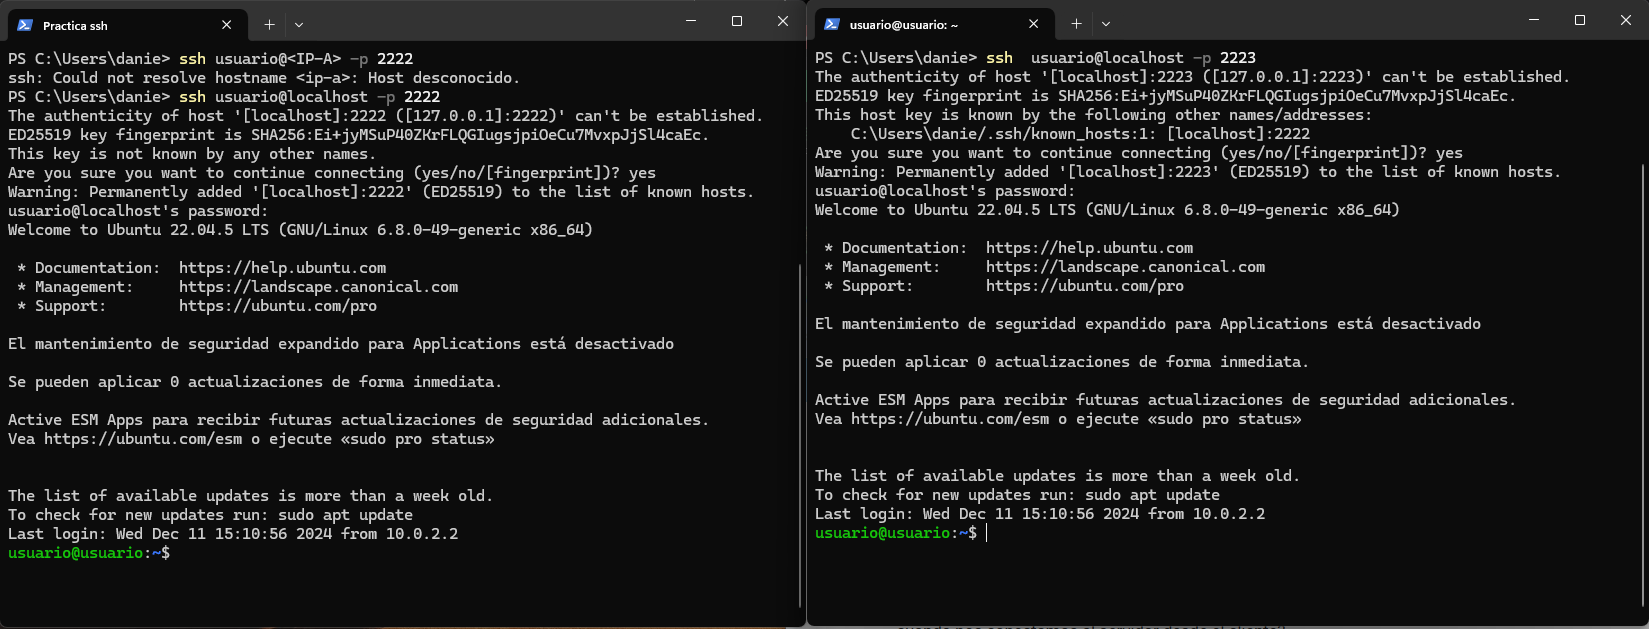 Practica ssh
PS C:\Users\danie> ssh usuario@<IP-A> -p 2222
ssh: Could not resolve hostname <ip-a>: Host desconocido.
PS C:\Users\danie> ssh usuario@localhost -p 2222
The authenticity of host '[localhost]:2222 ([127.0.0.1]:2222)' can't be established.
ED25519 key fingerprint is SHA256:Ei+jyMSuP40ZKrFLQGIugsjpiOeCu7MvxpJjSl4caEc.
This key is not known by any other names.
Are you sure you want to continue connecting (yes/no/[fingerprint])? yes
Warning: Permanently added '[localhost]:2222' (ED25519) to the list of known hosts.
usuario@localhost's password:
Welcome to Ubuntu 22.04.5 LTS (GNU/Linux 6.8.0-49-generic x86_64)
* Documentation: https://help.ubuntu.com
* Management: https://landscape.canonical.com
* Support: https://ubuntu.com/pro
El mantenimiento de seguridad expandido para Applications está desactivado
Se pueden aplicar 0 actualizaciones de forma inmediata.
Active ESM Apps para recibir futuras actualizaciones de seguridad adicionales.
Vea https://ubuntu.com/esm o ejecute «sudo pro status»
The list of available updates is more than a week old.
To check for new updates run: sudo apt update
Last login: Wed Dec 11 15:10:56 2024 from 10.0.2.2
usuario@usuario:~$
usuario@usuario: ~
PS C:\Users\danie> ssh  usuario@localhost -p 2223
The authenticity of host '[localhost]:2223 ([127.0.0.1]:2223)' can't be established.
ED25519 key fingerprint is SHA256:Ei+jyMSuP40ZKrFLQGIugsjpiOeCu7MvxpJjSl4caEc.
This host key is known by the following other names/addresses:
C:\Users\danie/.ssh/known_hosts:1: [localhost]:2222
Are you sure you want to continue connecting (yes/no/[fingerprint])? yes
Warning: Permanently added '[localhost]:2223' (ED25519) to the list of known hosts.
usuario@localhost's password:
Welcome to Ubuntu 22.04.5 LTS (GNU/Linux 6.8.0-49-generic x86_64)
* Documentation: https://help.ubuntu.com
* Management: https://landscape.canonical.com
* Support: https://ubuntu.com/pro
El mantenimiento de seguridad expandido para Applications está desactivado
Se pueden aplicar 0 actualizaciones de forma inmediata.
Active ESM Apps para recibir futuras actualizaciones de seguridad adicionales.
Vea https://ubuntu.com/esm o ejecute «sudo pro status»
The list of available updates is more than a week old.
To check for new updates run: sudo apt update
Last login: Wed Dec 11 15:10:56 2024 from 10.0.2.2
usuario@usuario:~$